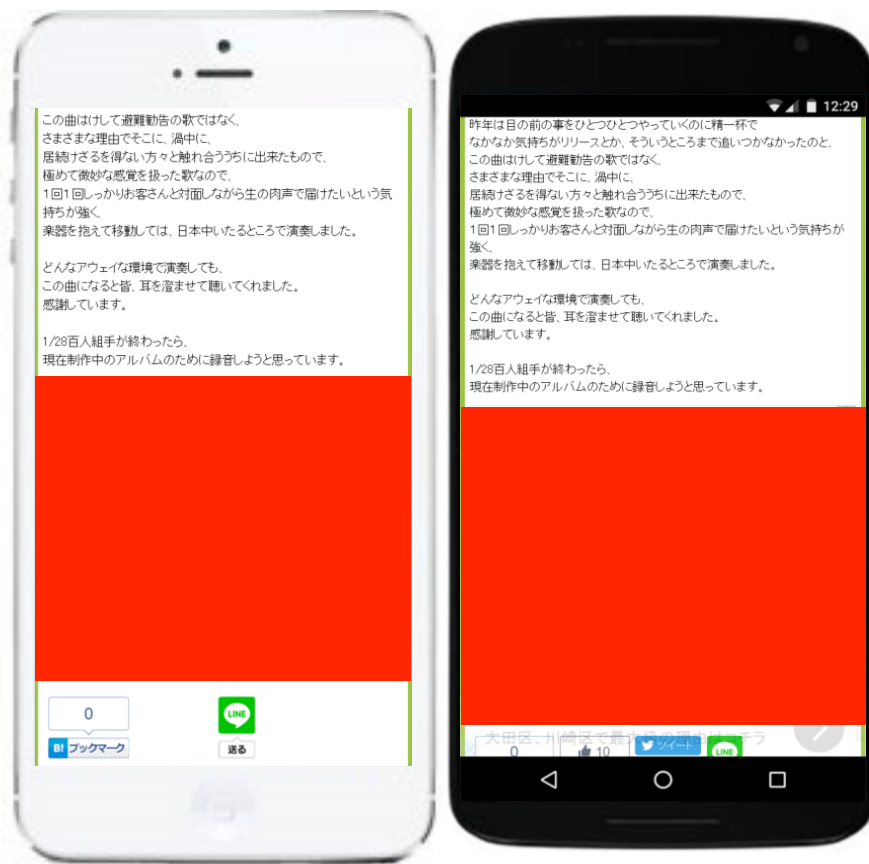 この曲はけして避難勧告の歌ではなく、
さまざまな理由でそこに、渦中に、
居続けざるを得ない方々と触れ合ううちに出来たもので、
極めて微妙な感覚を扱った歌なので、
1回1回しっかりお客さんと対面しながら生の肉声で届けたいという気
持ちが強く、
楽器を抱えて移動しては、日本中いたるところで演奏しました。
どんなアウェイな環境で演奏しても、
この曲になると皆、耳を澄ませて聴いてくれました。
感謝しています。
1/28百人組手が終わったら、
現在制作中のアルバムのために録音しようと思っています。
0
B! ブックマーク
LINE
送る
12:29
昨年は目の前の事をひとつひとつやっていくのに精一杯で
なかなか気持ちがリリースとか、そういうところまで追いつかなかったのと、
この曲はけして避難勧告の歌ではなく、
さまざまな理由でそこに、渦中に、
居続けざるを得ない方々と触れ合ううちに出来たもので、
極めて微妙な感覚を扱った歌なので、
1回1回しっかりお客さんと対面しながら生の肉声で届けたいという気持ちが
強く、
楽器を抱えて移動しては、日本中いたるところで演奏しました。
どんなアウェイな環境で演奏しても、
この曲になると皆、耳を澄ませて聴いてくれました。
感謝しています。
1/28百人組手が終わったら、
現在制作中のアルバムのために録音しようと思っています。
大田区、川崎区で最大級の理由はコチラ
0
10
ツイート
LINE